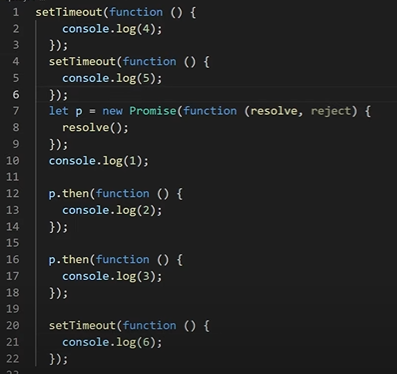 1 setTimeout(function () {
2 console.log(4);
3 });
4 setTimeout(function () {
5 console.log(5);
6 });
7 let p = new Promise(function (resolve, reject) {
8 resolve();
9 });
10 console.log(1);
11
12 p.then(function () {
13 console.log(2);
14 });
15
16 p.then(function () {
17 console.log(3);
18 });
19
20 setTimeout(function () {
21 console.log(6);
22 });